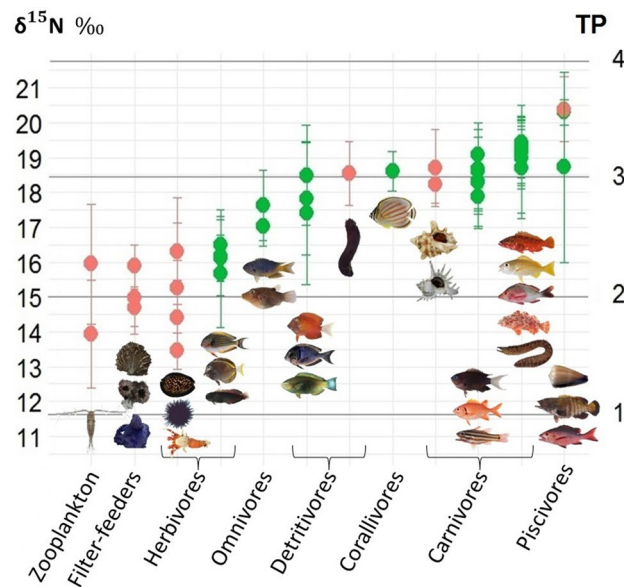 δ¹⁵N ‰
TP
4
21
20
19
3
18
17
16
15
2
14
13
12
1
11
Zooplankton
Filter-feeders
Herbivores
Omnivores
Detritivores
Corallivores
Carnivores
Piscivores